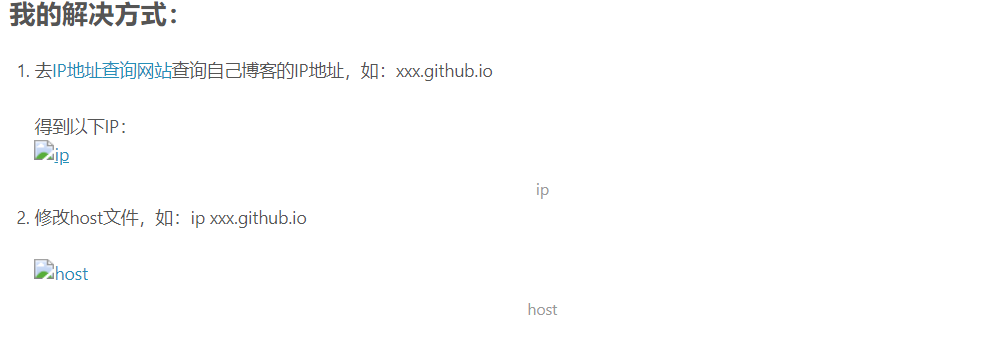 我的解决方式：
1. 去IP地址查询网站查询自己博客的IP地址，如：xxx.github.io
得到以下IP：
ip
ip
2. 修改host文件，如：ip xxx.github.io
host
host